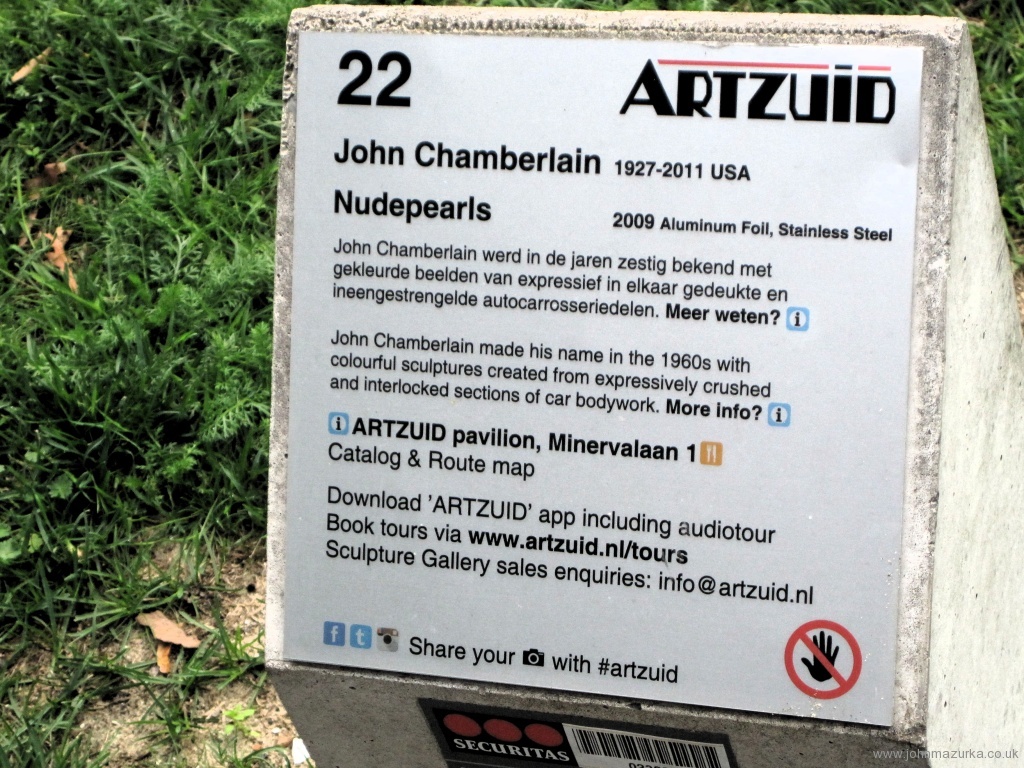 22 ARTZUID
John Chamberlain 1927-2011 USA
Nudepearls 2009 Aluminum Foil, Stainless Steel
John Chamberlain werd in de jaren zestig bekend met
gekleurde beelden van expressief in elkaar gedeukte en
ineengestrengelde autocarrosseriedelen. Meer weten? i
John Chamberlain made his name in the 1960s with
colourful sculptures created from expressively crushed
and interlocked sections of car bodywork. More info? i
i ARTZUID pavilion, Minervalaan 1
Catalog & Route map
Download 'ARTZUID' app including audiotour
Book tours via www.artzuid.nl/tours
Sculpture Gallery sales enquiries: info@artzuid.nl
f t Share your with #artzuid
SECURITAS
www.johnmazurka.co.uk